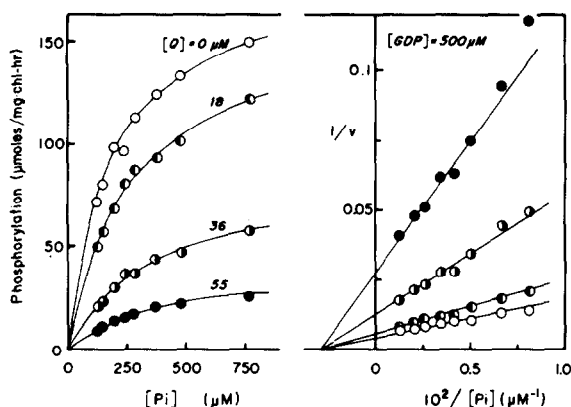 Phosphorylation (μmoles/mg·chl·hr)
150
100
50
0
[Q]=0 μM
18
36
55
0
250
500
750
[Pi] (μM)
[GDP]=500μM
0.1
1/v
0.05
0
0.5
1.0
10²/[Pi] (μM⁻¹)